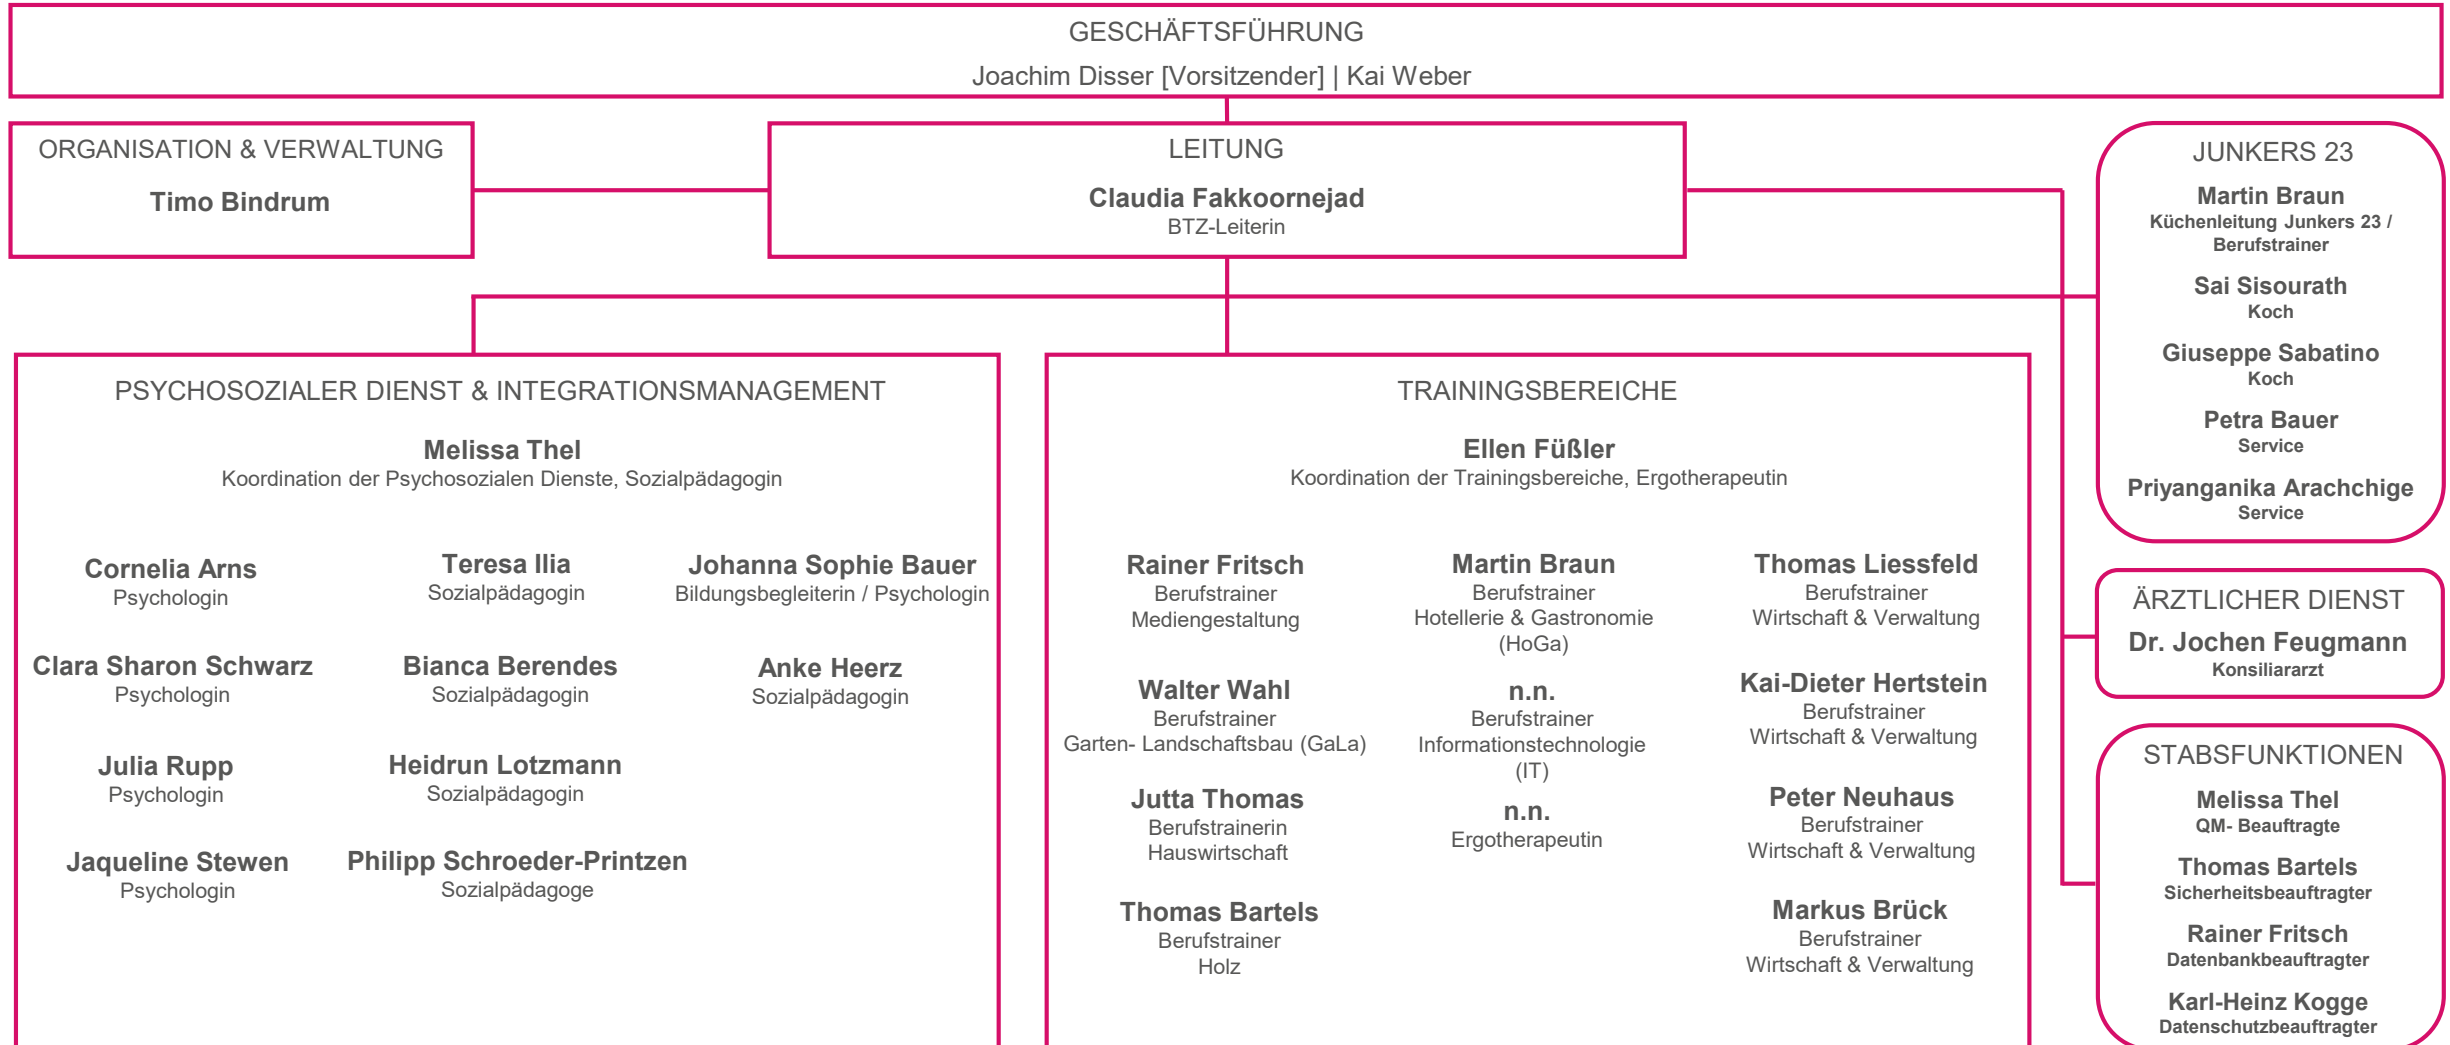 GESCHÄFTSFÜHRUNG
Joachim Disser [Vorsitzender] | Kai Weber
ORGANISATION & VERWALTUNG
Timo Bindrum
LEITUNG
Claudia Fakkoornejad
BTZ-Leiterin
JUNKERS 23
Martin Braun
Küchenleitung Junkers 23 /
Berufstrainer
Sai Sisourath
Koch
Giuseppe Sabatino
Koch
Petra Bauer
Service
Priyanganika Arachchige
Service
PSYCHOSOZIALER DIENST & INTEGRATIONSMANAGEMENT
Melissa Thel
Koordination der Psychosozialen Dienste, Sozialpädagogin
Cornelia Arns
Psychologin
Clara Sharon Schwarz
Psychologin
Julia Rupp
Psychologin
Jaqueline Stewen
Psychologin
Teresa Ilia
Sozialpädagogin
Bianca Berendes
Sozialpädagogin
Heidrun Lotzmann
Sozialpädagogin
Philipp Schroeder-Printzen
Sozialpädagoge
Johanna Sophie Bauer
Bildungsbegleiterin / Psychologin
Anke Heerz
Sozialpädagogin
TRAININGSBEREICHE
Ellen Füßler
Koordination der Trainingsbereiche, Ergotherapeutin
Rainer Fritsch
Berufstrainer
Mediengestaltung
Walter Wahl
Berufstrainer
Garten- Landschaftsbau (GaLa)
Jutta Thomas
Berufstrainerin
Hauswirtschaft
Thomas Bartels
Berufstrainer
Holz
Martin Braun
Berufstrainer
Hotellerie & Gastronomie
(HoGa)
n.n.
Berufstrainer
Informationstechnologie
(IT)
n.n.
Ergotherapeutin
Thomas Liessfeld
Berufstrainer
Wirtschaft & Verwaltung
Kai-Dieter Hertstein
Berufstrainer
Wirtschaft & Verwaltung
Peter Neuhaus
Berufstrainer
Wirtschaft & Verwaltung
Markus Brück
Berufstrainer
Wirtschaft & Verwaltung
ÄRZTLICHER DIENST
Dr. Jochen Feugmann
Konsiliararzt
STABSFUNKTIONEN
Melissa Thel
QM- Beauftragte
Thomas Bartels
Sicherheitsbeauftragter
Rainer Fritsch
Datenbankbeauftragter
Karl-Heinz Kogge
Datenschutzbeauftragter